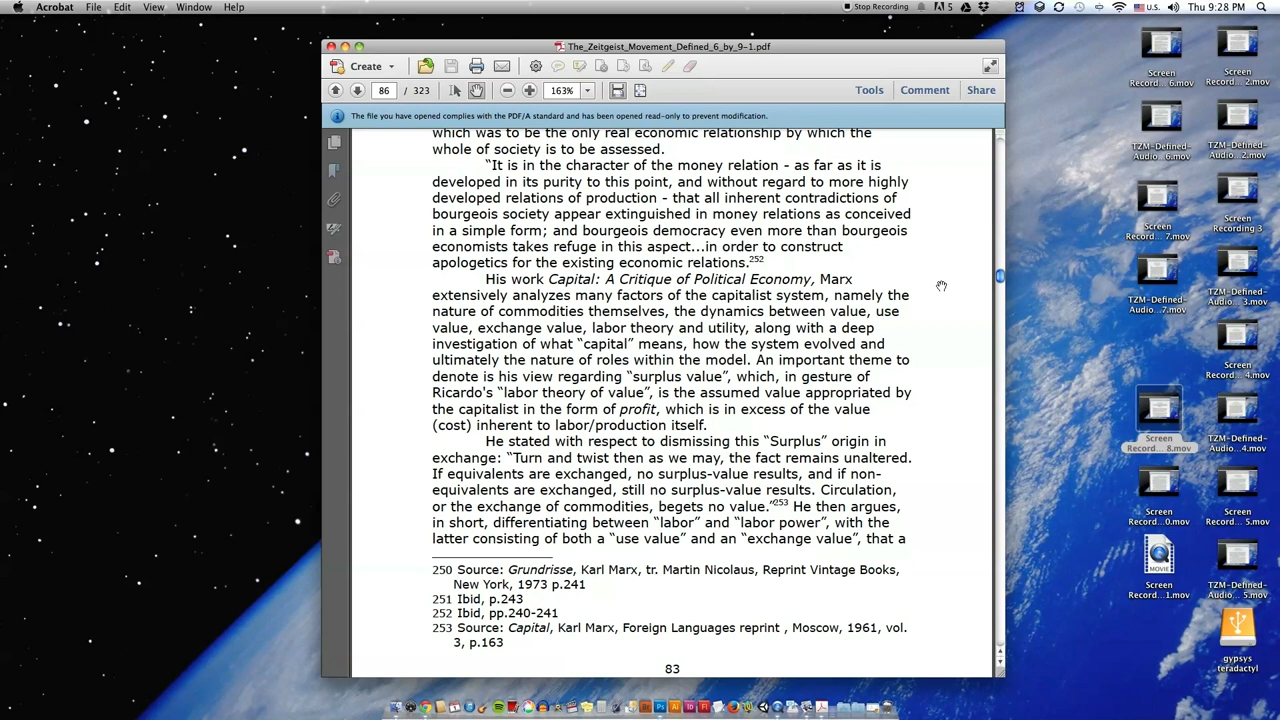 Acrobat File Edit View Window Help
Stop Recording 5 U.S. Thu 9:28 PM
The_Zeitgeist_Movement_Defined_6_by_9-1.pdf
Create
86 / 323 163% Tools Comment Share
The file you have opened complies with the PDF/A standard and has been opened read-only to prevent modification.
which was to be the only real economic relationship by which the
whole of society is to be assessed.
“It is in the character of the money relation - as far as it is
developed in its purity to this point, and without regard to more highly
developed relations of production - that all inherent contradictions of
bourgeois society appear extinguished in money relations as conceived
in a simple form; and bourgeois democracy even more than bourgeois
economists takes refuge in this aspect...in order to construct
apologetics for the existing economic relations.252
His work Capital: A Critique of Political Economy, Marx
extensively analyzes many factors of the capitalist system, namely the
nature of commodities themselves, the dynamics between value, use
value, exchange value, labor theory and utility, along with a deep
investigation of what “capital” means, how the system evolved and
ultimately the nature of roles within the model. An important theme to
denote is his view regarding “surplus value”, which, in gesture of
Ricardo's “labor theory of value”, is the assumed value appropriated by
the capitalist in the form of profit, which is in excess of the value
(cost) inherent to labor/production itself.
He stated with respect to dismissing this “Surplus” origin in
exchange: “Turn and twist then as we may, the fact remains unaltered.
If equivalents are exchanged, no surplus-value results, and if non-
equivalents are exchanged, still no surplus-value results. Circulation,
or the exchange of commodities, begets no value.”253 He then argues,
in short, differentiating between “labor” and “labor power”, with the
latter consisting of both a “use value” and an “exchange value”, that a
250 Source: Grundrisse, Karl Marx, tr. Martin Nicolaus, Reprint Vintage Books,
New York, 1973 p.241
251 Ibid, p.243
252 Ibid, pp.240-241
253 Source: Capital, Karl Marx, Foreign Languages reprint , Moscow, 1961, vol.
3, p.163
83
Screen
Record... 6.mov
Screen
Record... 2.mov
TZM-Defined-
Audio... 6.mov
TZM-Defined-
Audio...2.mov
Screen
Record... 7.mov
Screen
Recording 3
TZM-Defined-
Audio... 7.mov
TZM-Defined-
Audio... 3.mov
Screen
Record... 4.mov
Screen
Record... 8.mov
TZM-Defined-
Audio...4.mov
Screen
Record...0.mov
Screen
Record... 5.mov
MOVIE
Screen
Record...1.mov
TZM-Defined-
Audio... 5.mov
gypsys
teradactyl